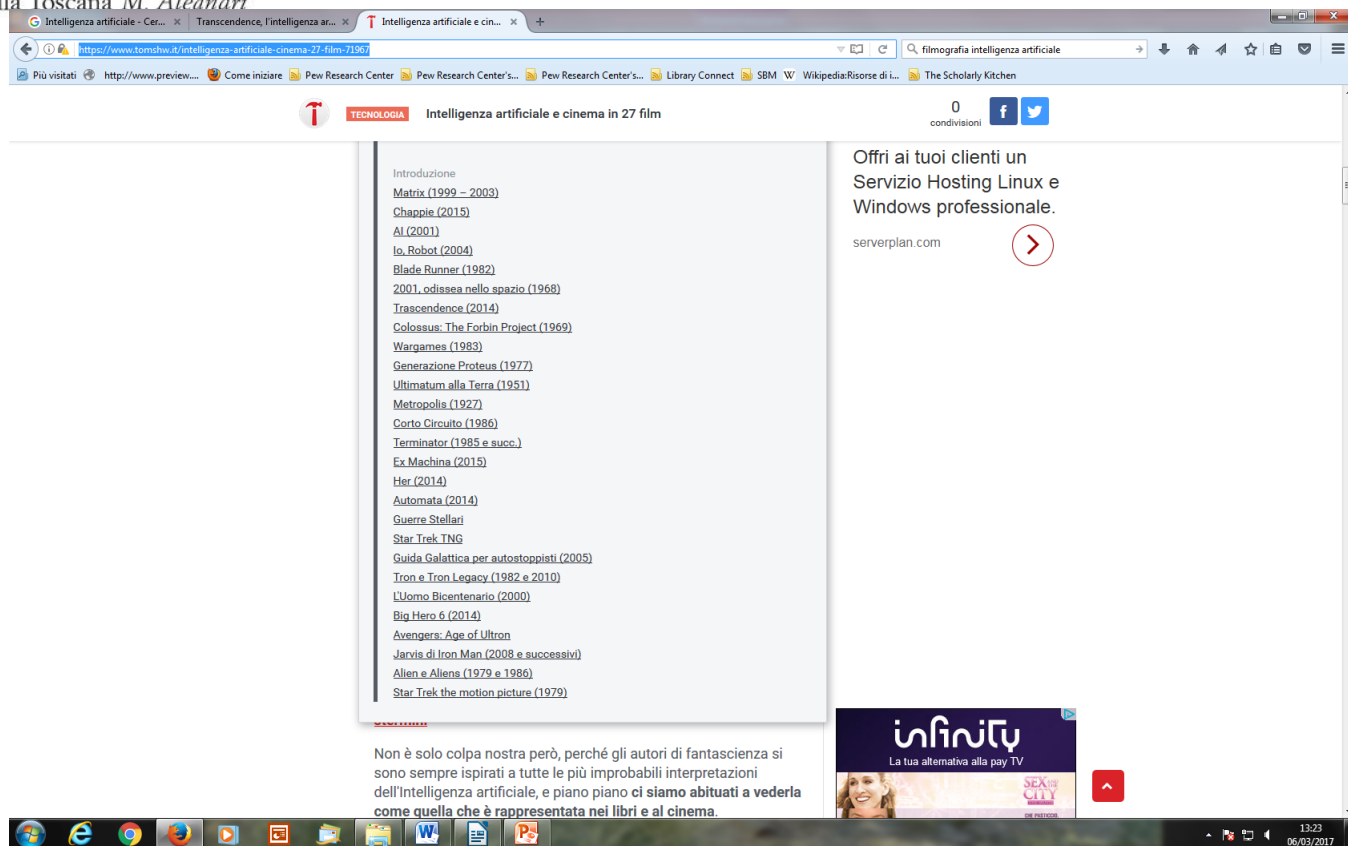 lla Toscana M. Aleandri
Intelligenza artificiale - Cer... × Transcendence, l'intelligenza ar... × Intelligenza artificiale e cin... × +
https://www.tomshw.it/intelligenza-artificiale-cinema-27-film-71967 filmografia intelligenza artificiale
Più visitati http://www.preview.... Come iniziare Pew Research Center Pew Research Center's... Pew Research Center's... Library Connect SBM W Wikipedia:Risorse di i... The Scholarly Kitchen
TECNOLOGIA Intelligenza artificiale e cinema in 27 film
0
condivisioni
Introduzione
Matrix (1999 – 2003)
Chappie (2015)
AI (2001)
Io, Robot (2004)
Blade Runner (1982)
2001, odissea nello spazio (1968)
Trascendence (2014)
Colossus: The Forbin Project (1969)
Wargames (1983)
Generazione Proteus (1977)
Ultimatum alla Terra (1951)
Metropolis (1927)
Corto Circuito (1986)
Terminator (1985 e succ.)
Ex Machina (2015)
Her (2014)
Automata (2014)
Guerre Stellari
Star Trek TNG
Guida Galattica per autostoppisti (2005)
Tron e Tron Legacy (1982 e 2010)
L'Uomo Bicentenario (2000)
Big Hero 6 (2014)
Avengers: Age of Ultron
Jarvis di Iron Man (2008 e successivi)
Alien e Aliens (1979 e 1986)
Star Trek the motion picture (1979)
Non è solo colpa nostra però, perché gli autori di fantascienza si
sono sempre ispirati a tutte le più improbabili interpretazioni
dell'Intelligenza artificiale, e piano piano ci siamo abituati a vederla
come quella che è rappresentata nei libri e al cinema.
Offri ai tuoi clienti un
Servizio Hosting Linux e
Windows professionale.
serverplan.com
infinity
La tua alternativa alla pay TV
SEX AND THE
CITY
13:23
06/03/2017